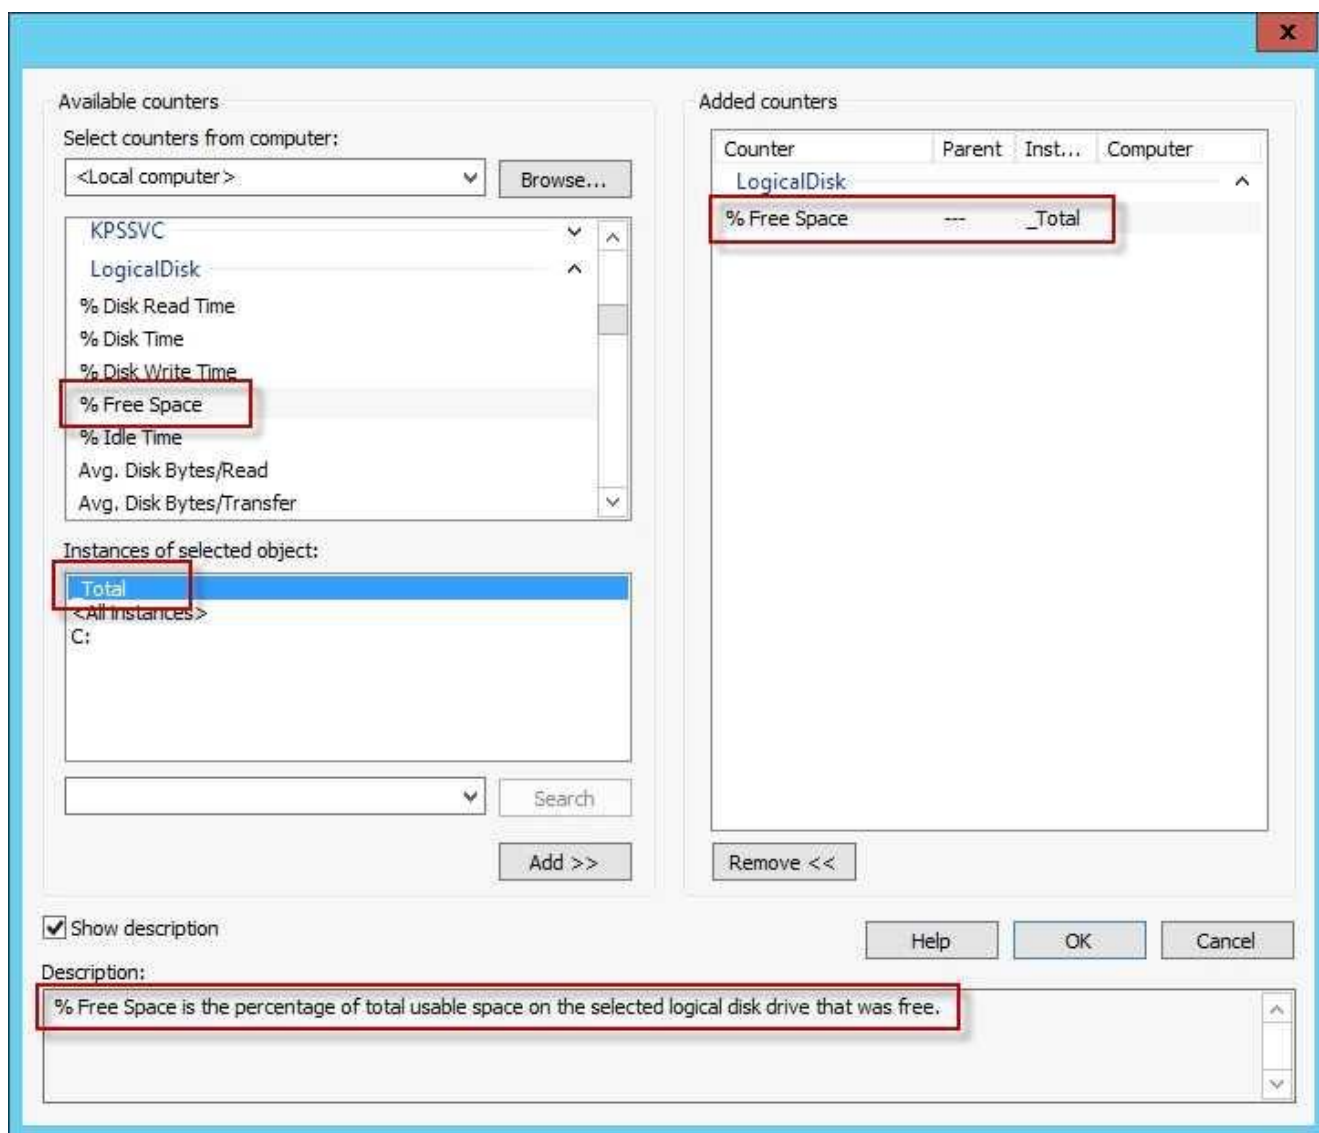 x
Available counters
Select counters from computer:
<Local computer>
Browse...
KPSSVC
LogicalDisk
% Disk Read Time
% Disk Time
% Disk Write Time
% Free Space
% Idle Time
Avg. Disk Bytes/Read
Avg. Disk Bytes/Transfer
Instances of selected object:
_Total
<All instances>
C:
Search
Add >>
Added counters
Counter Parent Inst... Computer
LogicalDisk
% Free Space --- _Total
Remove <<
Show description
Help OK Cancel
Description:
% Free Space is the percentage of total usable space on the selected logical disk drive that was free.